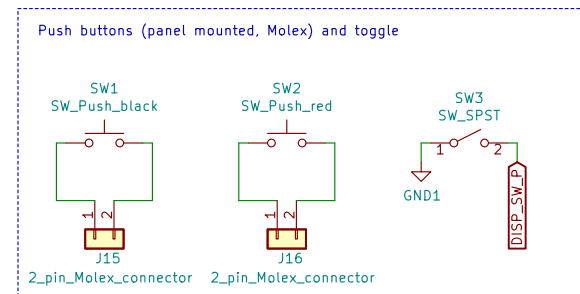 Push buttons (panel mounted, Molex) and toggle
SW1
SW_Push_black
1
2
J15
2_pin_Molex_connector
SW2
SW_Push_red
1
2
J16
2_pin_Molex_connector
SW3
SW_SPST
1
2
GND1
DISP_SW_P